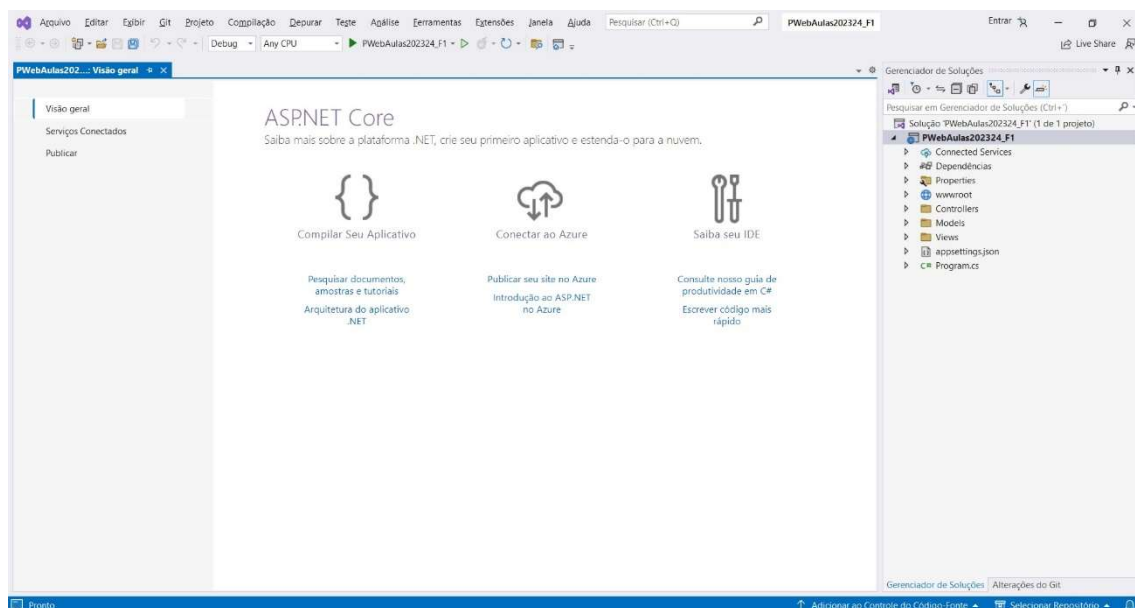 Arquivo Editar Exibir Git Projeto Compilação Depurar Teste Análise Ferramentas Extensões Janela Ajuda Pesquisar (Ctrl+Q) PWebAulas202324_F1 Entrar
Debug Any CPU PWebAulas202324_F1 Live Share
PWebAulas202...: Visão geral
Visão geral
Serviços Conectados
Publicar
ASP.NET Core
Saiba mais sobre a plataforma .NET, crie seu primeiro aplicativo e estenda-o para a nuvem.
Compilar Seu Aplicativo
Pesquisar documentos,
amostras e tutoriais
Arquitetura do aplicativo
.NET
Conectar ao Azure
Publicar seu site no Azure
Introdução ao ASP.NET
no Azure
Saiba seu IDE
Consulte nosso guia de
produtividade em C#
Escrever código mais
rápido
Gerenciador de Soluções
Pesquisar em Gerenciador de Soluções (Ctrl+´)
Solução 'PWebAulas202324_F1' (1 de 1 projeto)
PWebAulas202324_F1
Connected Services
Dependências
Properties
wwwroot
Controllers
Models
Views
appsettings.json
C# Program.cs
Gerenciador de Soluções Alterações do Git
Pronto Adicionar ao Controle do Código-Fonte Selecionar Repositório